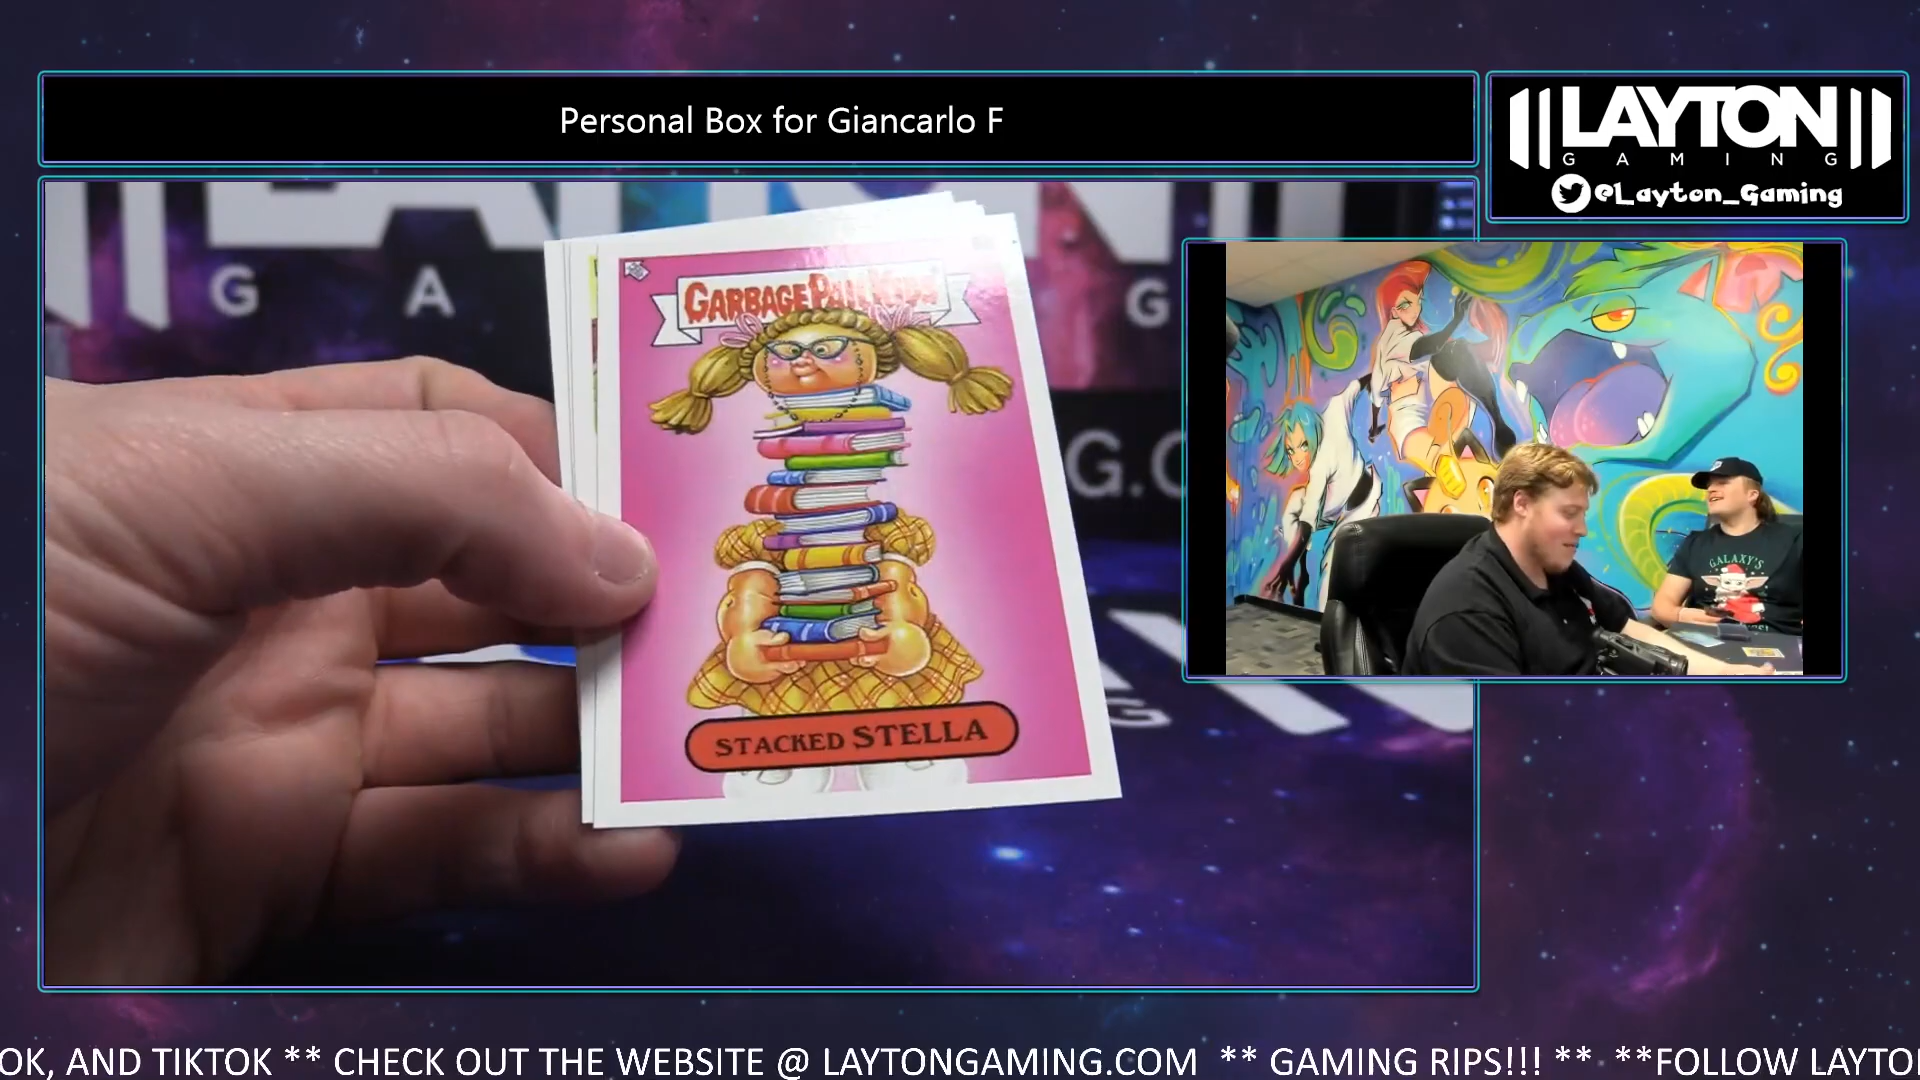 Personal Box for Giancarlo F
LAYTON
GAMING
@Layton_Gaming
G A G
G.C
GARBAGE PAIL KIDS
STACKED STELLA
G
GALAXY'S
OK, AND TIKTOK ** CHECK OUT THE WEBSITE @ LAYTONGAMING.COM ** GAMING RIPS!!! ** **FOLLOW LAYTO